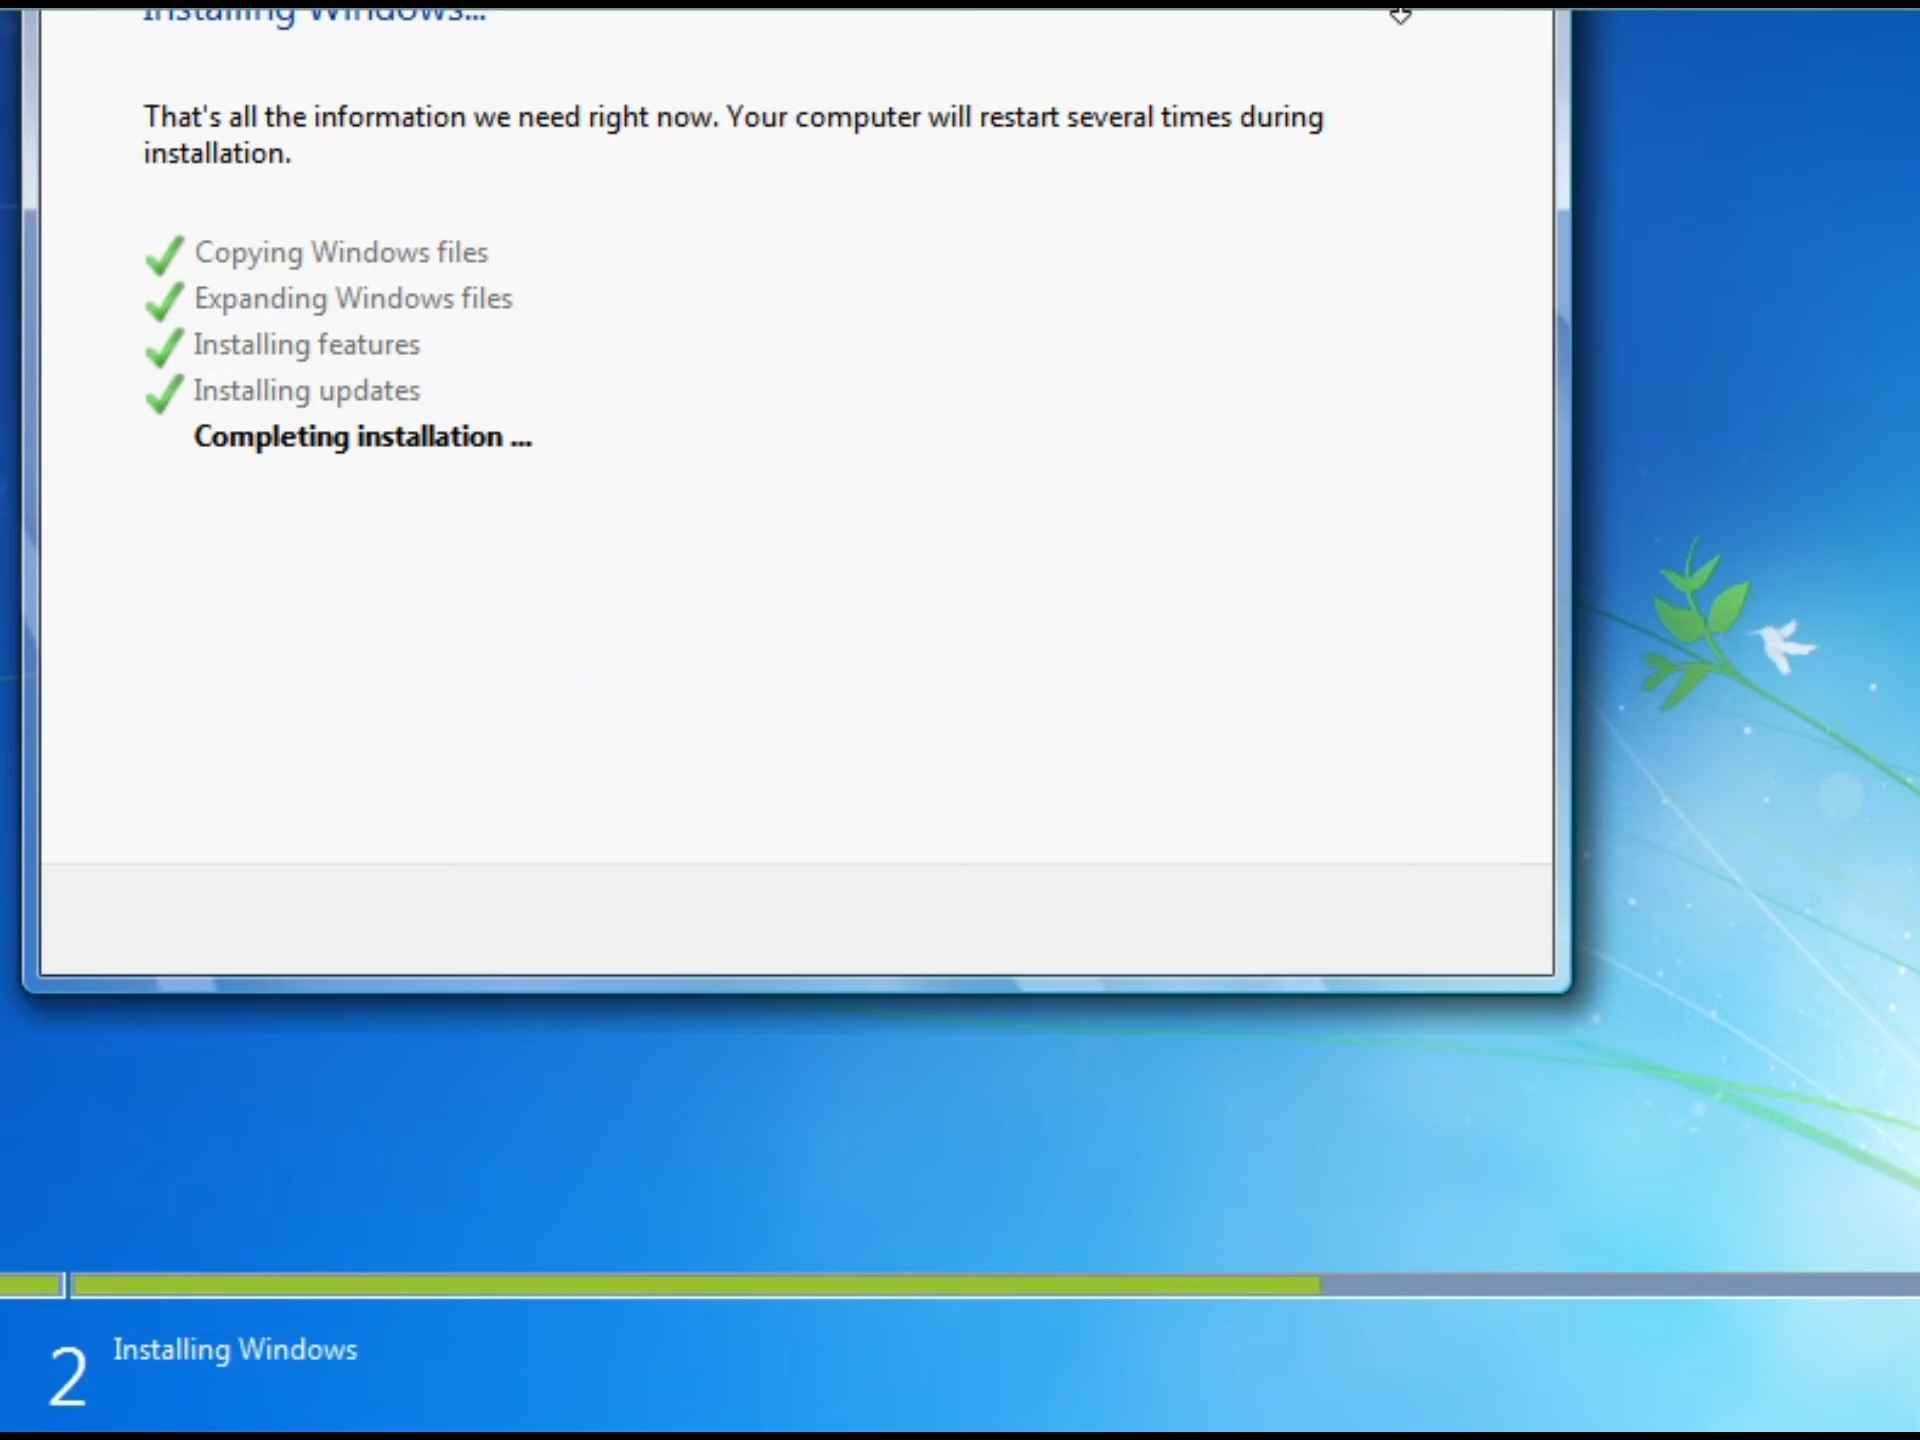 Installing Windows...
That's all the information we need right now. Your computer will restart several times during
installation.
Copying Windows files
Expanding Windows files
Installing features
Installing updates
Completing installation ...
2 Installing Windows